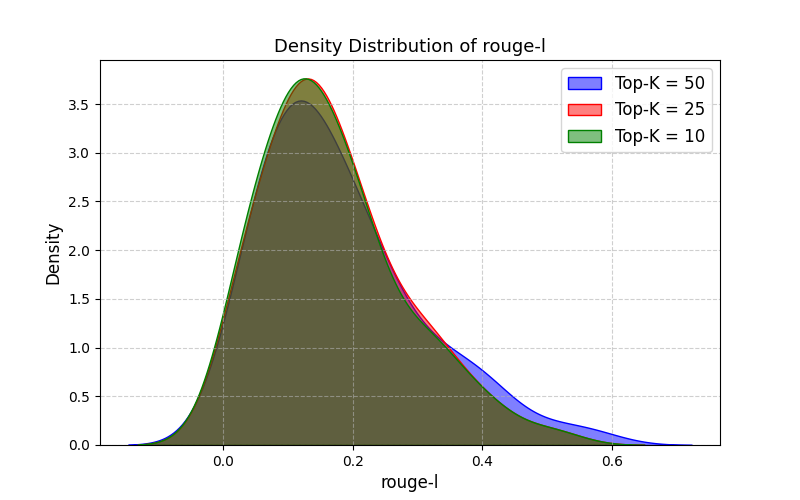 Density Distribution of rouge-l
Top-K = 50
Top-K = 25
Top-K = 10
Density
3.5
3.0
2.5
2.0
1.5
1.0
0.5
0.0
0.0 0.2 0.4 0.6
rouge-l